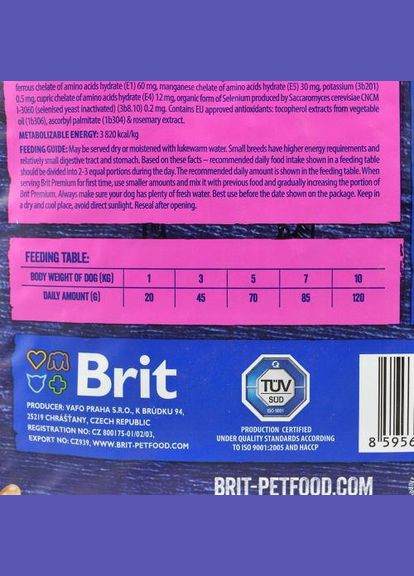 ferrous chelate of amino acids hydrate (E1) 60 mg, manganese chelate of amino acids hydrate (E5) 30 mg, potassium (3b201)
0.5 mg, cupric chelate of amino acids hydrate (E4) 12 mg, organic form of Selenium produced by Saccaromyces cerevisiae CNCM
I-3060 (selenised yeast inactivated) (3b8.10) 0.2 mg. Contains EU approved antioxidants: tocopherol extracts from vegetable
oil (1b306), ascorbyl palmitate (1b304) & rosemary extract.
METABOLIZABLE ENERGY: 3 820 kcal/kg
FEEDING GUIDE: May be served dry or moistened with lukewarm water. Small breeds have higher energy requirements and
relatively small digestive tract and stomach. Based on these facts – recommended daily food intake shown in a feeding table
should be divided into 2-3 equal portions during the day. The recommended daily amount is shown in the feeding table. When
serving Brit Premium for first time, use smaller amounts and mix it with previous food and gradually increasing the portion of
Brit Premium. Always make sure your dog has plenty of fresh water. Best use before the date shown on the package. Keep in
a dry and cool place, avoid direct sunlight. Reseal after opening.
FEEDING TABLE:
BODY WEIGHT OF DOG (KG) 1 3 5 7 10
DAILY AMOUNT (G) 20 45 70 85 120
Brit
PRODUCER: VAFO PRAHA S.R.O., K BRŮDKU 94,
25219 CHRÁŠŤANY, CZECH REPUBLIC
REGISTRATION NO: CZ 800175-01/02/03,
EXPORT NO: CZ939, WWW.BRIT-PETFOOD.COM
TÜV
SÜD
ISO 9001
PRODUCTION CERTIFIED
UNDER QUALITY STANDARDS ACCORDING
TO ISO 9001:2005 AND HACCP
8 5956
BRIT-PETFOOD.COM